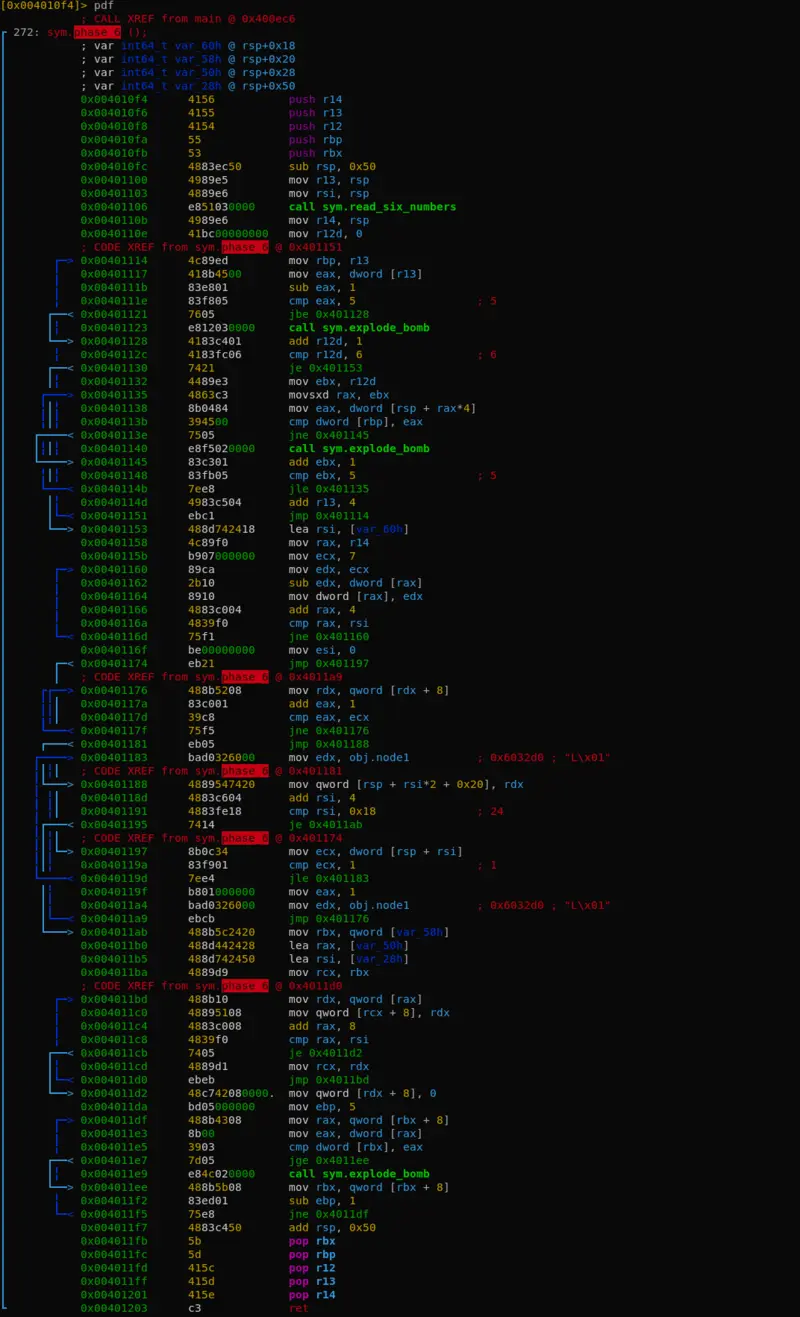 [0x004010f4]> pdf
; CALL XREF from main @ 0x400ec6
272: sym.phase_6 ();
; var int64_t var_60h @ rsp+0x18
; var int64_t var_58h @ rsp+0x20
; var int64_t var_50h @ rsp+0x28
; var int64_t var_28h @ rsp+0x50
0x004010f4 4156 push r14
0x004010f6 4155 push r13
0x004010f8 4154 push r12
0x004010fa 55 push rbp
0x004010fb 53 push rbx
0x004010fc 4883ec50 sub rsp, 0x50
0x00401100 4989e5 mov r13, rsp
0x00401103 4889e6 mov rsi, rsp
0x00401106 e851030000 call sym.read_six_numbers
0x0040110b 4989e6 mov r14, rsp
0x0040110e 41bc00000000 mov r12d, 0
; CODE XREF from sym.phase_6 @ 0x401151
0x00401114 4c89ed mov rbp, r13
0x00401117 418b4500 mov eax, dword [r13]
0x0040111b 83e801 sub eax, 1
0x0040111e 83f805 cmp eax, 5 ; 5
0x00401121 7605 jbe 0x401128
0x00401123 e812030000 call sym.explode_bomb
0x00401128 4183c401 add r12d, 1
0x0040112c 4183fc06 cmp r12d, 6 ; 6
0x00401130 7421 je 0x401153
0x00401132 4489e3 mov ebx, r12d
0x00401135 4863c3 movsxd rax, ebx
0x00401138 8b0484 mov eax, dword [rsp + rax*4]
0x0040113b 394500 cmp dword [rbp], eax
0x0040113e 7505 jne 0x401145
0x00401140 e8f5020000 call sym.explode_bomb
0x00401145 83c301 add ebx, 1
0x00401148 83fb05 cmp ebx, 5 ; 5
0x0040114b 7ee8 jle 0x401135
0x0040114d 4983c504 add r13, 4
0x00401151 ebc1 jmp 0x401114
0x00401153 488d742418 lea rsi, [var_60h]
0x00401158 4c89f0 mov rax, r14
0x0040115b b907000000 mov ecx, 7
0x00401160 89ca mov edx, ecx
0x00401162 2b10 sub edx, dword [rax]
0x00401164 8910 mov dword [rax], edx
0x00401166 4883c004 add rax, 4
0x0040116a 4839f0 cmp rax, rsi
0x0040116d 75f1 jne 0x401160
0x0040116f be00000000 mov esi, 0
0x00401174 eb21 jmp 0x401197
; CODE XREF from sym.phase_6 @ 0x4011a9
0x00401176 488b5208 mov rdx, qword [rdx + 8]
0x0040117a 83c001 add eax, 1
0x0040117d 39c8 cmp eax, ecx
0x0040117f 75f5 jne 0x401176
0x00401181 eb05 jmp 0x401188
0x00401183 bad0326000 mov edx, obj.node1 ; 0x6032d0 ; "L\x01"
; CODE XREF from sym.phase_6 @ 0x401181
0x00401188 4889547420 mov qword [rsp + rsi*2 + 0x20], rdx
0x0040118d 4883c604 add rsi, 4
0x00401191 4883fe18 cmp rsi, 0x18 ; 24
0x00401195 7414 je 0x4011ab
; CODE XREF from sym.phase_6 @ 0x401174
0x00401197 8b0c34 mov ecx, dword [rsp + rsi]
0x0040119a 83f901 cmp ecx, 1 ; 1
0x0040119d 7ee4 jle 0x401183
0x0040119f b801000000 mov eax, 1
0x004011a4 bad0326000 mov edx, obj.node1 ; 0x6032d0 ; "L\x01"
0x004011a9 ebcb jmp 0x401176
0x004011ab 488b5c2420 mov rbx, qword [var_58h]
0x004011b0 488d442428 lea rax, [var_50h]
0x004011b5 488d742450 lea rsi, [var_28h]
0x004011ba 4889d9 mov rcx, rbx
; CODE XREF from sym.phase_6 @ 0x4011d0
0x004011bd 488b10 mov rdx, qword [rax]
0x004011c0 48895108 mov qword [rcx + 8], rdx
0x004011c4 4883c008 add rax, 8
0x004011c8 4839f0 cmp rax, rsi
0x004011cb 7405 je 0x4011d2
0x004011cd 4889d1 mov rcx, rdx
0x004011d0 ebeb jmp 0x4011bd
0x004011d2 48c742080000. mov qword [rdx + 8], 0
0x004011da bd05000000 mov ebp, 5
0x004011df 488b4308 mov rax, qword [rbx + 8]
0x004011e3 8b00 mov eax, dword [rax]
0x004011e5 3903 cmp dword [rbx], eax
0x004011e7 7d05 jge 0x4011ee
0x004011e9 e84c020000 call sym.explode_bomb
0x004011ee 488b5b08 mov rbx, qword [rbx + 8]
0x004011f2 83ed01 sub ebp, 1
0x004011f5 75e8 jne 0x4011df
0x004011f7 4883c450 add rsp, 0x50
0x004011fb 5b pop rbx
0x004011fc 5d pop rbp
0x004011fd 415c pop r12
0x004011ff 415d pop r13
0x00401201 415e pop r14
0x00401203 c3 ret